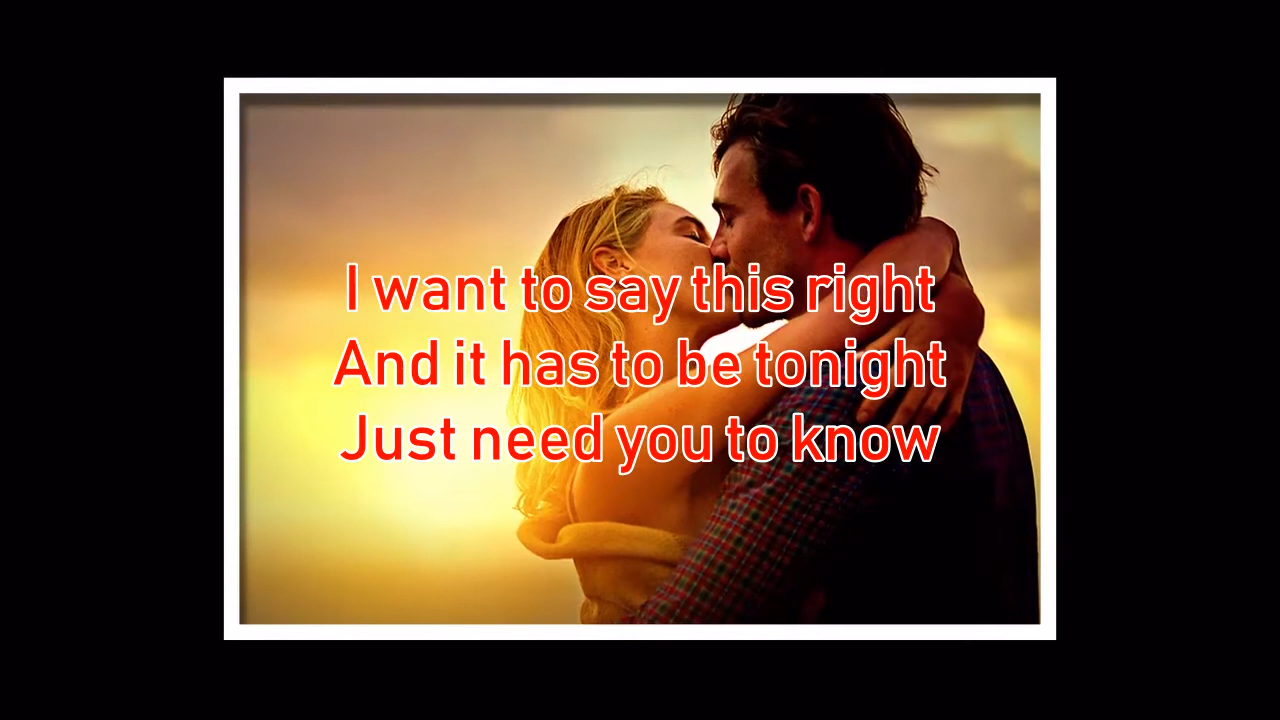 I want to say this right
And it has to be tonight
Just need you to know